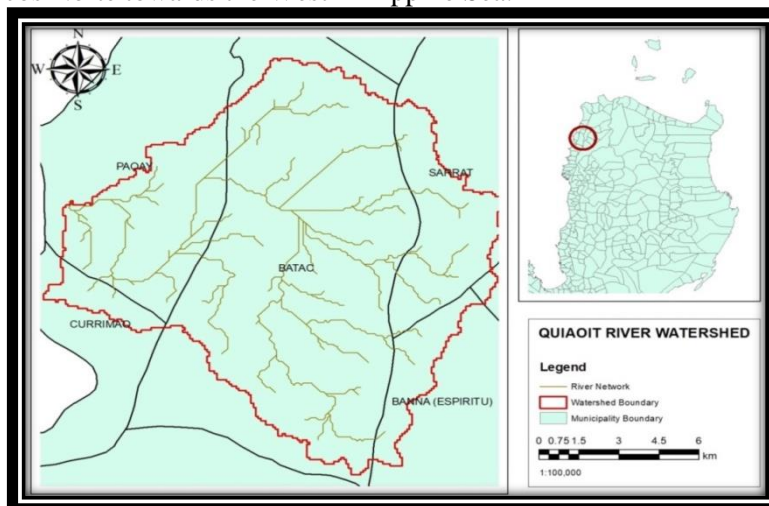 N
W E
S
PAOAY
SARRAT
BATAC
CURRIMAO
BANNA (ESPIRITU)
QUIAOIT RIVER WATERSHED
Legend
River Network
Watershed Boundary
Municipality Boundary
0 0.75 1.5 3 4.5 6
km
1:100,000